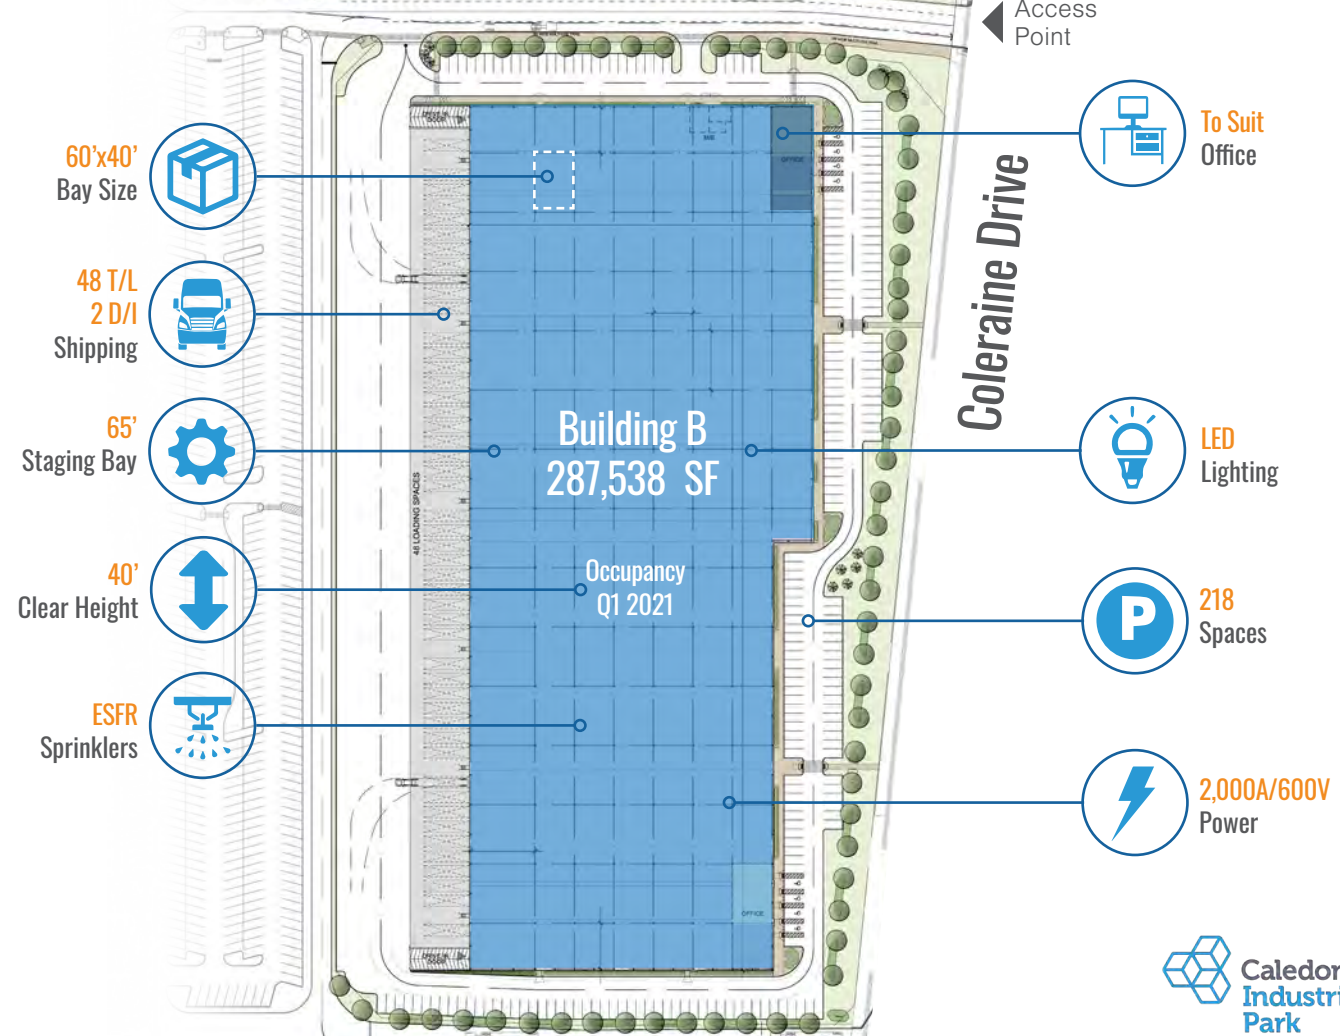 Access
Point
60'x40'
Bay Size
To Suit
Office
OFFICE
48 T/L
2 D/I
Shipping
Coleraine Drive
65'
Staging Bay
Building B
287,538 SF
LED
Lighting
48 LOADING SPACES
40'
Clear Height
Occupancy
Q1 2021
P
218
Spaces
ESFR
Sprinklers
2,000A/600V
Power
OFFICE
Caledon
Industri
Park